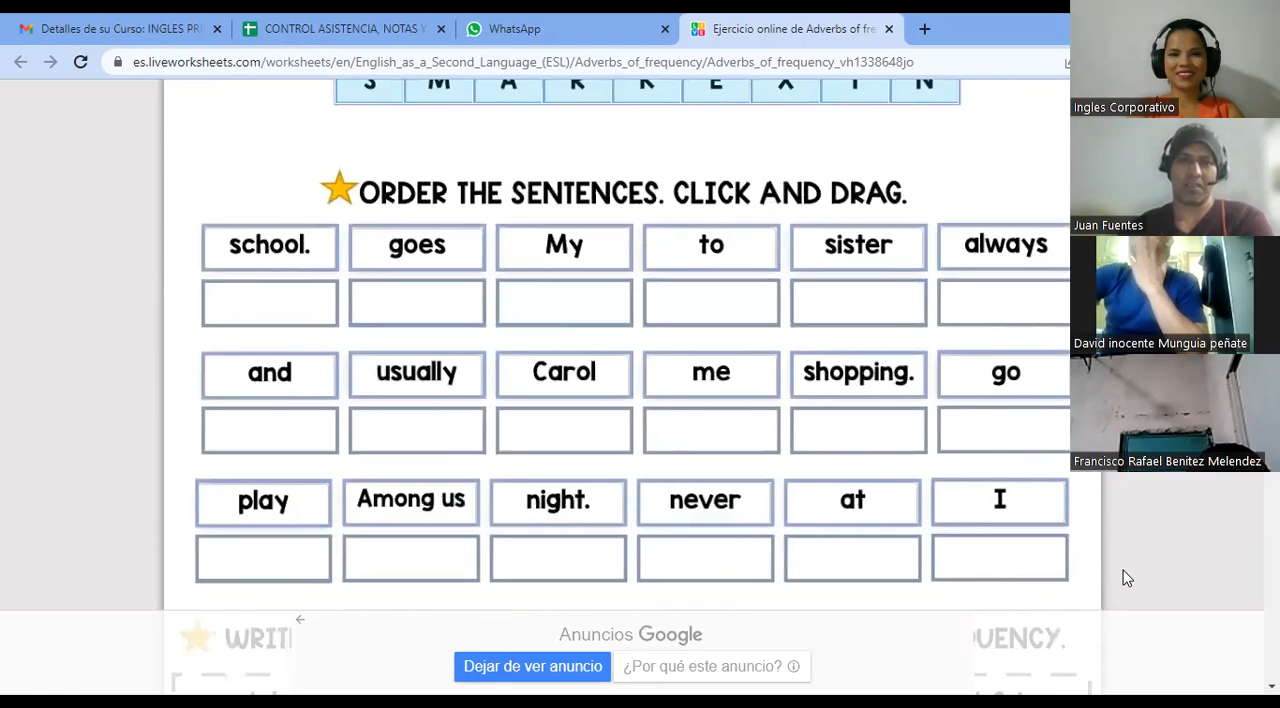 Detalles de su Curso: INGLES PRI
CONTROL ASISTENCIA, NOTAS Y
WhatsApp
Ejercicio online de Adverbs of fre
es.liveworksheets.com/worksheets/en/English_as_a_Second_Language_(ESL)/Adverbs_of_frequency/Adverbs_of_frequency_vh1338648jo
S M A R K E X I N
ORDER THE SENTENCES. CLICK AND DRAG.
school. goes My to sister always
and usually Carol me shopping. go
play Among us night. never at I
WRIT
QUENCY.
Anuncios Google
Dejar de ver anuncio ¿Por qué este anuncio?
Ingles Corporativo
Juan Fuentes
David inocente Munguia peñate
Francisco Rafael Benitez Melendez